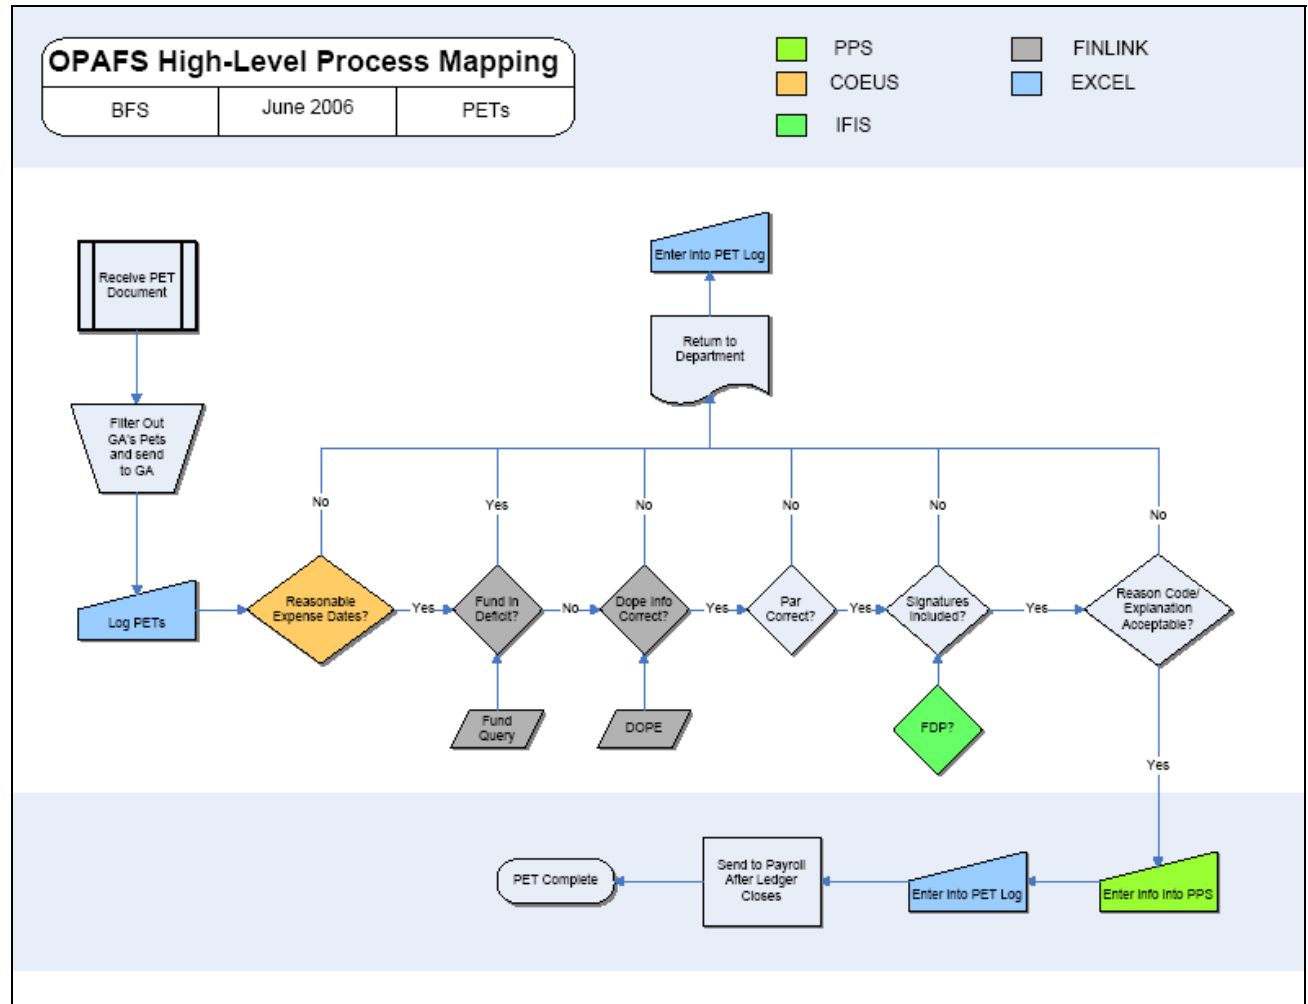 OPAFS High-Level Process Mapping
BFS
June 2006
PETs
PPS
COEUS
IFIS
FINLINK
EXCEL
Enter Into PET Log
Receive PET
Document
Return to
Department
Filter Out
GA's Pets
and send
to GA
No
Yes
No
No
No
No
Log PETs
Reasonable
Expense Dates?
Yes
Fund In
Deficit?
No
Dope Info
Correct?
Yes
Par
Correct?
Yes
Signatures
Included?
Yes
Reason Code/
Explanation
Acceptable?
Fund
Query
DOPE
FDP?
Yes
PET Complete
Send to Payroll
After Ledger
Closes
Enter Into PET Log
Enter Info Into PPS